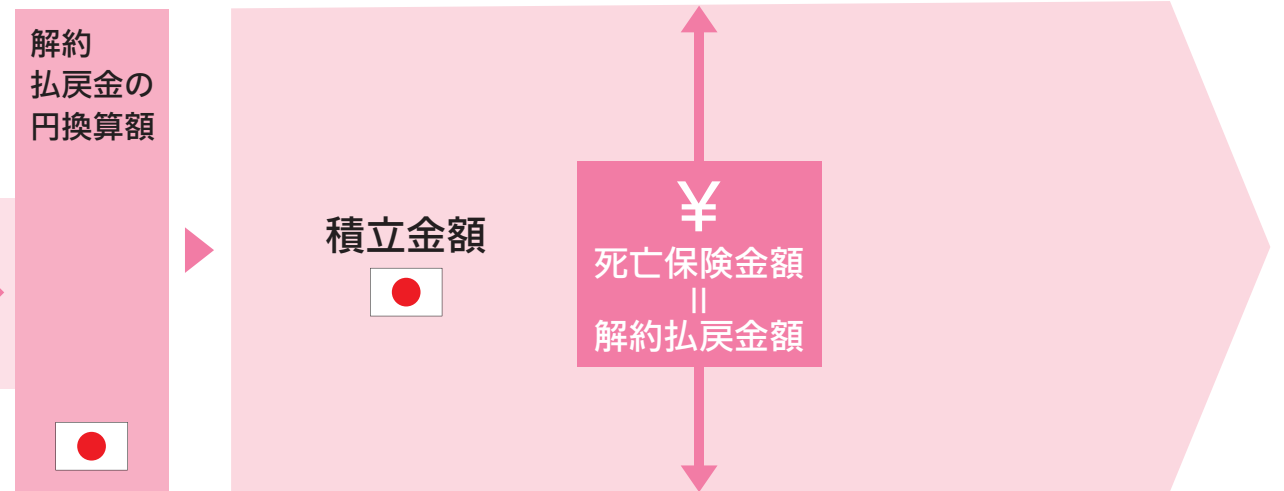 解約
払戻金の
円換算額
積立金額
¥
死亡保険金額
＝
解約払戻金額